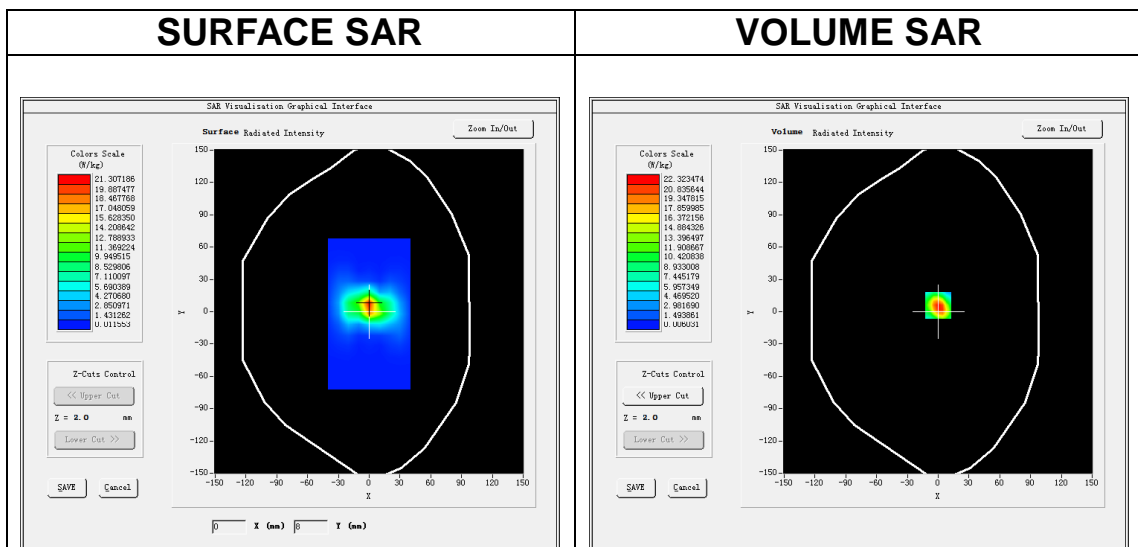 SURFACE SAR
VOLUME SAR
SAR Visualisation Graphical Interface
Surface Radiated Intensity
Zoom In/Out
Colors Scale
(W/kg)
21.307186
19.887477
18.467768
17.048059
15.628350
14.208642
12.788933
11.369224
9.949515
8.529806
7.110097
5.690389
4.270680
2.850971
1.431262
0.011553
Z-Cuts Control
<< Upper Cut
Z = 2.0 mm
Lower Cut >>
SAVE
Cancel
150
120
90
60
30
0
-30
-60
-90
-120
-150
Y
-150 -120 -90 -60 -30 0 30 60 90 120 150
X
0 X (mm) 8 Y (mm)
SAR Visualisation Graphical Interface
Volume Radiated Intensity
Zoom In/Out
Colors Scale
(W/kg)
22.323474
20.835644
19.347815
17.859985
16.372156
14.884326
13.396497
11.908667
10.420838
8.933008
7.445179
5.957349
4.469520
2.981690
1.493861
0.006031
Z-Cuts Control
<< Upper Cut
Z = 2.0 mm
Lower Cut >>
SAVE
Cancel
150
120
90
60
30
0
-30
-60
-90
-120
-150
Y
-150 -120 -90 -60 -30 0 30 60 90 120 150
X